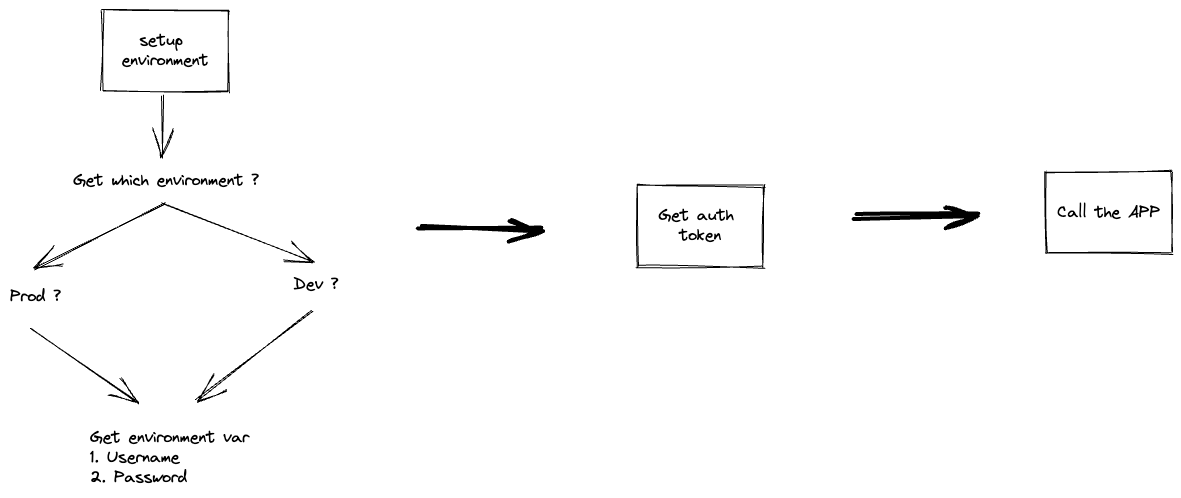 setup
environment
Get which environment ?
Prod ?
Dev ?
Get environment var
1. Username
2. Password
Get auth
token
Call the APP